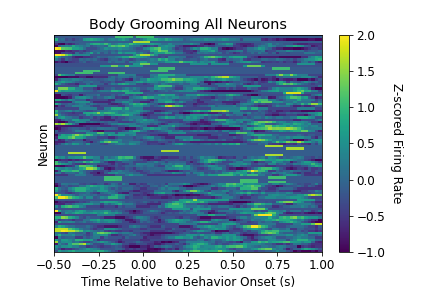 Body Grooming All Neurons
Neuron
−0.50 −0.25 0.00 0.25 0.50 0.75 1.00
Time Relative to Behavior Onset (s)
2.0
1.5
1.0
0.5
0.0
−0.5
−1.0
Z-scored Firing Rate